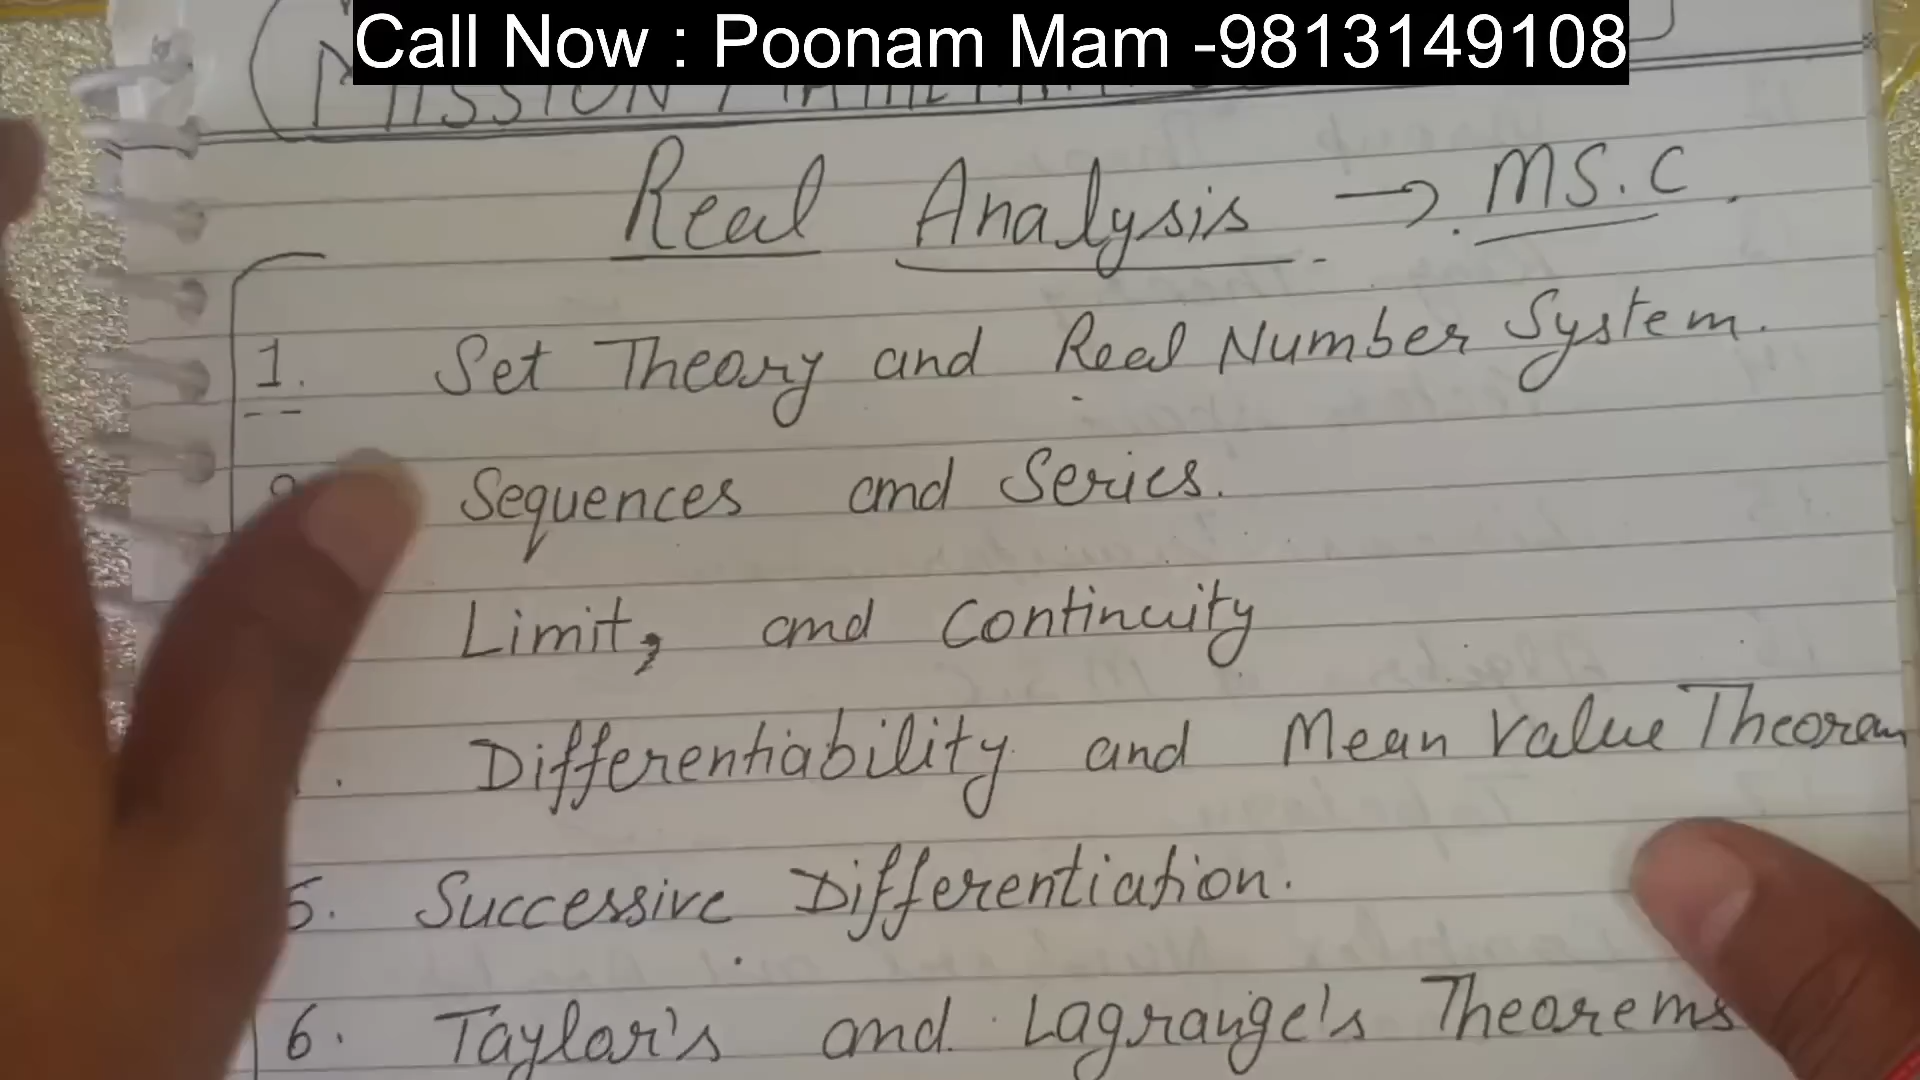 Call Now : Poonam Mam -9813149108
MISSION
Real Analysis → MS.C
1. Set Theory and Real Number System.
Sequences and Series.
Limit, and Continuity
Differentiability and Mean Value Theorem
5. Successive Differentiation.
6. Taylor's and Lagrange's Theorems